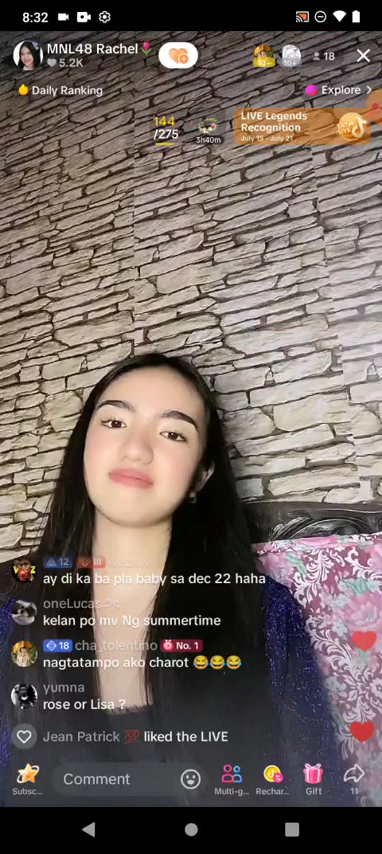 8:32
MNL48 Rachel🌷
5.2K
10+
18
Daily Ranking
Explore >
144
/275
3h40m
LIVE Legends
Recognition
July 19 - July 21
12
III
ay di ka ba pla baby sa dec 22 haha
oneLucas
kelan po mv Ng summertime
18 cha_tolentino No. 1
nagtatampo ako charot 😂😂😂
yumna
rose or Lisa ?
Jean Patrick 💯 liked the LIVE
Comment
Subsc...
Multi-g...
Rechar...
Gift
11